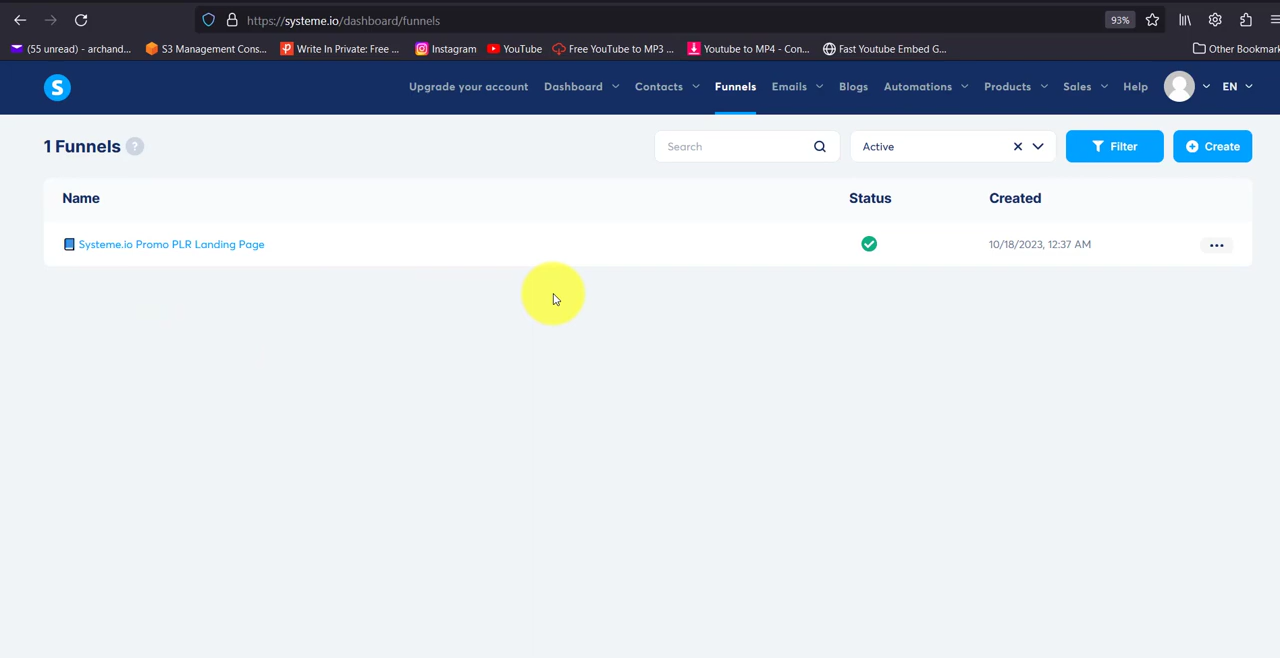 https://systeme.io/dashboard/funnels
93%
(55 unread) - archand...
S3 Management Cons...
Write In Private: Free ...
Instagram
YouTube
Free YouTube to MP3 ...
Youtube to MP4 - Con...
Fast Youtube Embed G...
Other Bookmark
S
Upgrade your account
Dashboard
Contacts
Funnels
Emails
Blogs
Automations
Products
Sales
Help
EN
1 Funnels ?
Search
Active
Filter
Create
Name
Status
Created
Systeme.io Promo PLR Landing Page
10/18/2023, 12:37 AM